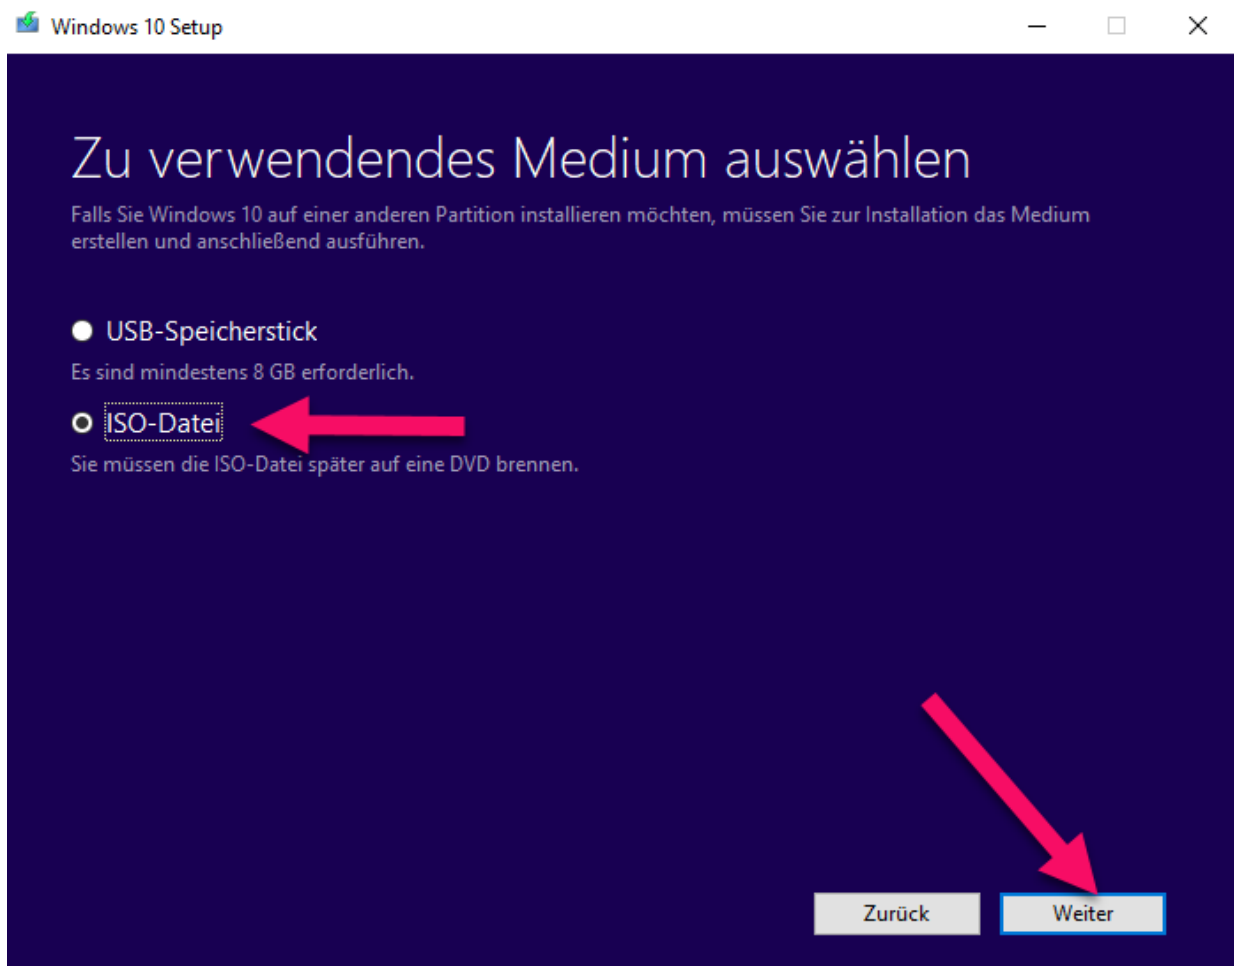 Windows 10 Setup
Zu verwendendes Medium auswählen
Falls Sie Windows 10 auf einer anderen Partition installieren möchten, müssen Sie zur Installation das Medium
erstellen und anschließend ausführen.
USB-Speicherstick
Es sind mindestens 8 GB erforderlich.
ISO-Datei
Sie müssen die ISO-Datei später auf eine DVD brennen.
Zurück
Weiter